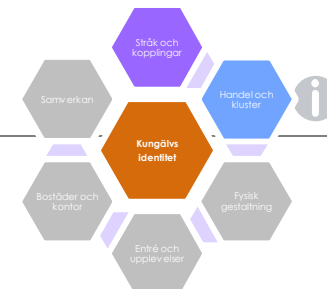 Stråk och
kopplingar
Samverkan
Handel och
kluster
Kungälvs
identitet
Bostäder och
kontor
Fysisk
gestaltning
Entré och
upplevelser
i